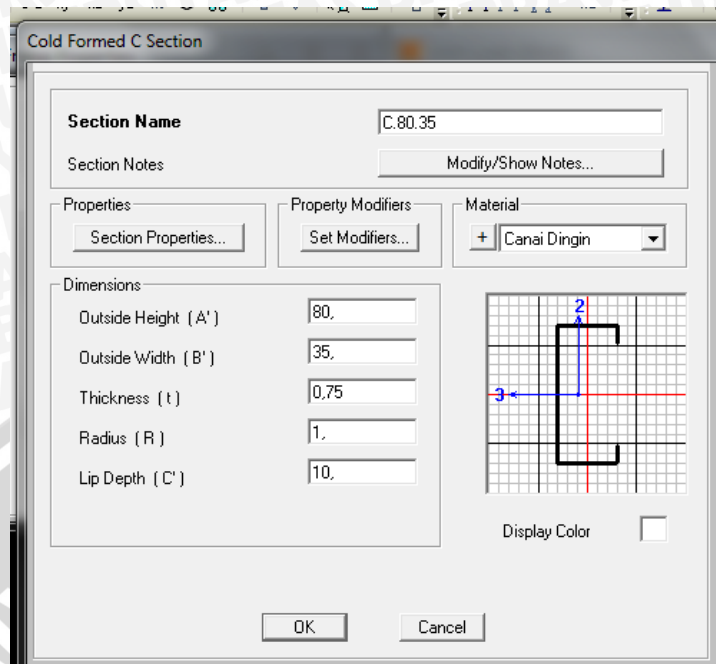 Cold Formed C Section
Section Name C.80.35
Section Notes Modify/Show Notes...
Properties Property Modifiers Material
Section Properties... Set Modifiers... + Canai Dingin
Dimensions
Outside Height ( A' ) 80,
Outside Width ( B' ) 35,
Thickness ( t ) 0,75
Radius ( R ) 1,
Lip Depth ( C' ) 10,
2
3
Display Color
OK Cancel